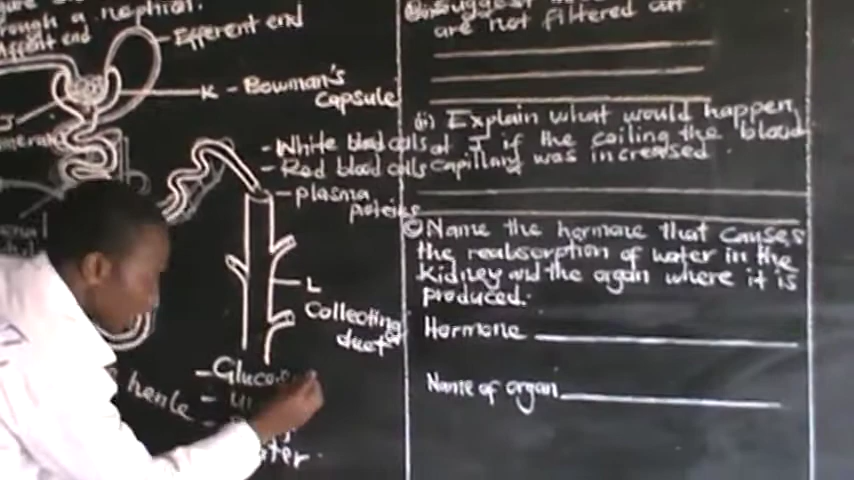 rough a nephron.
Afferent end
Efferent end
K - Bowman's
capsule
J
- White blood cells
- Red blood cells
- plasma
proteins
L
Collecting
duct
- Glucose
henle
are not filtered out
(ii) Explain what would happen,
at J if the coiling the blood
capillary was increased.
(c) Name the hormone that causes
the reabsorption of water in the
kidney and the organ where it is
produced.
Hormone
Name of organ